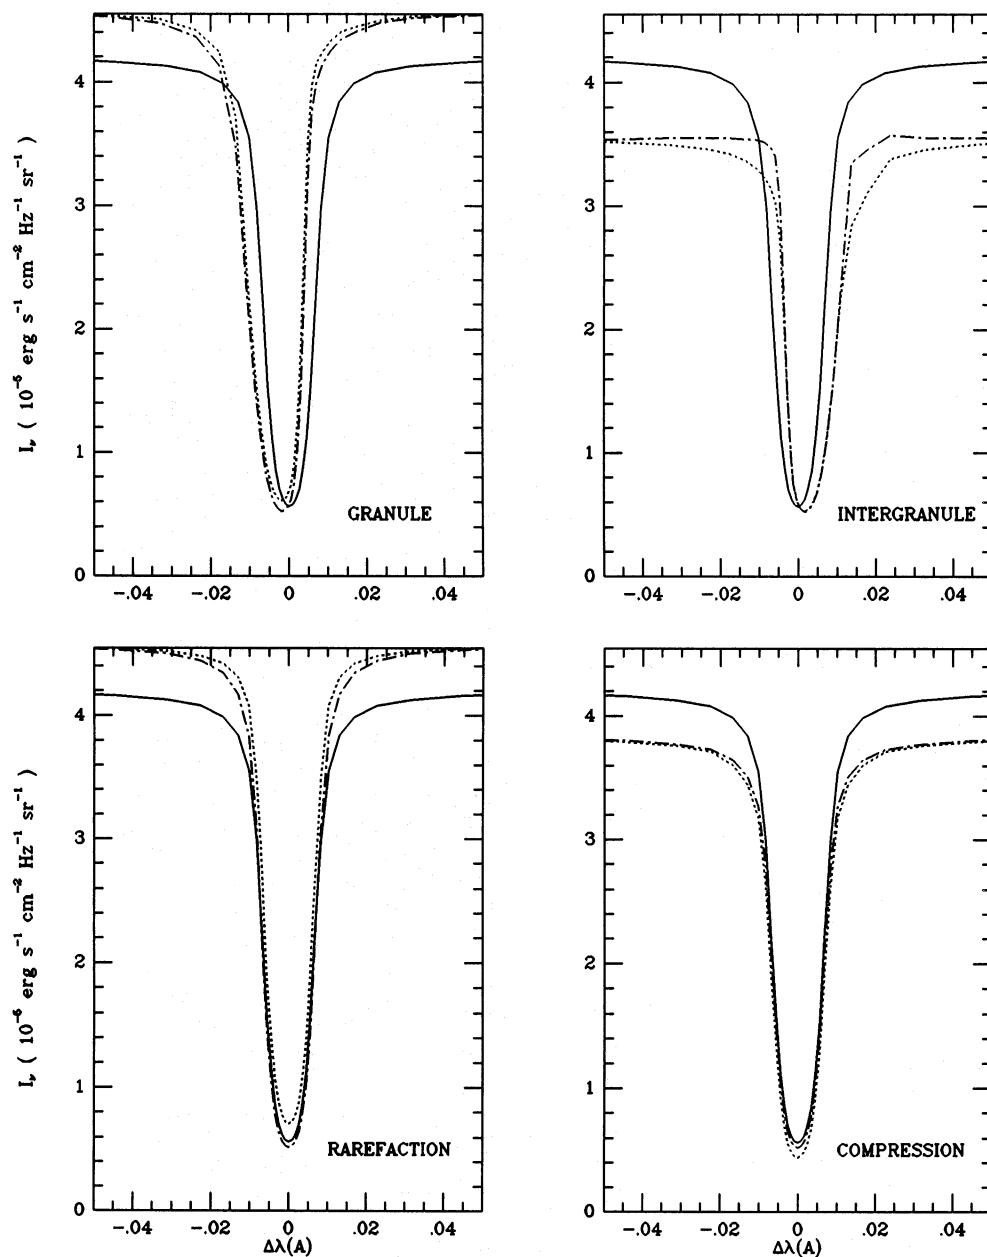 4
3
2
1
0
I_ν ( 10⁻⁵ erg s⁻¹ cm⁻² Hz⁻¹ sr⁻¹ )
GRANULE
-.04 -.02 0 .02 .04
4
3
2
1
0
INTERGRANULE
-.04 -.02 0 .02 .04
4
3
2
1
0
I_ν ( 10⁻⁵ erg s⁻¹ cm⁻² Hz⁻¹ sr⁻¹ )
RAREFACTION
-.04 -.02 0 .02 .04
Δλ(A)
4
3
2
1
0
COMPRESSION
-.04 -.02 0 .02 .04
Δλ(A)